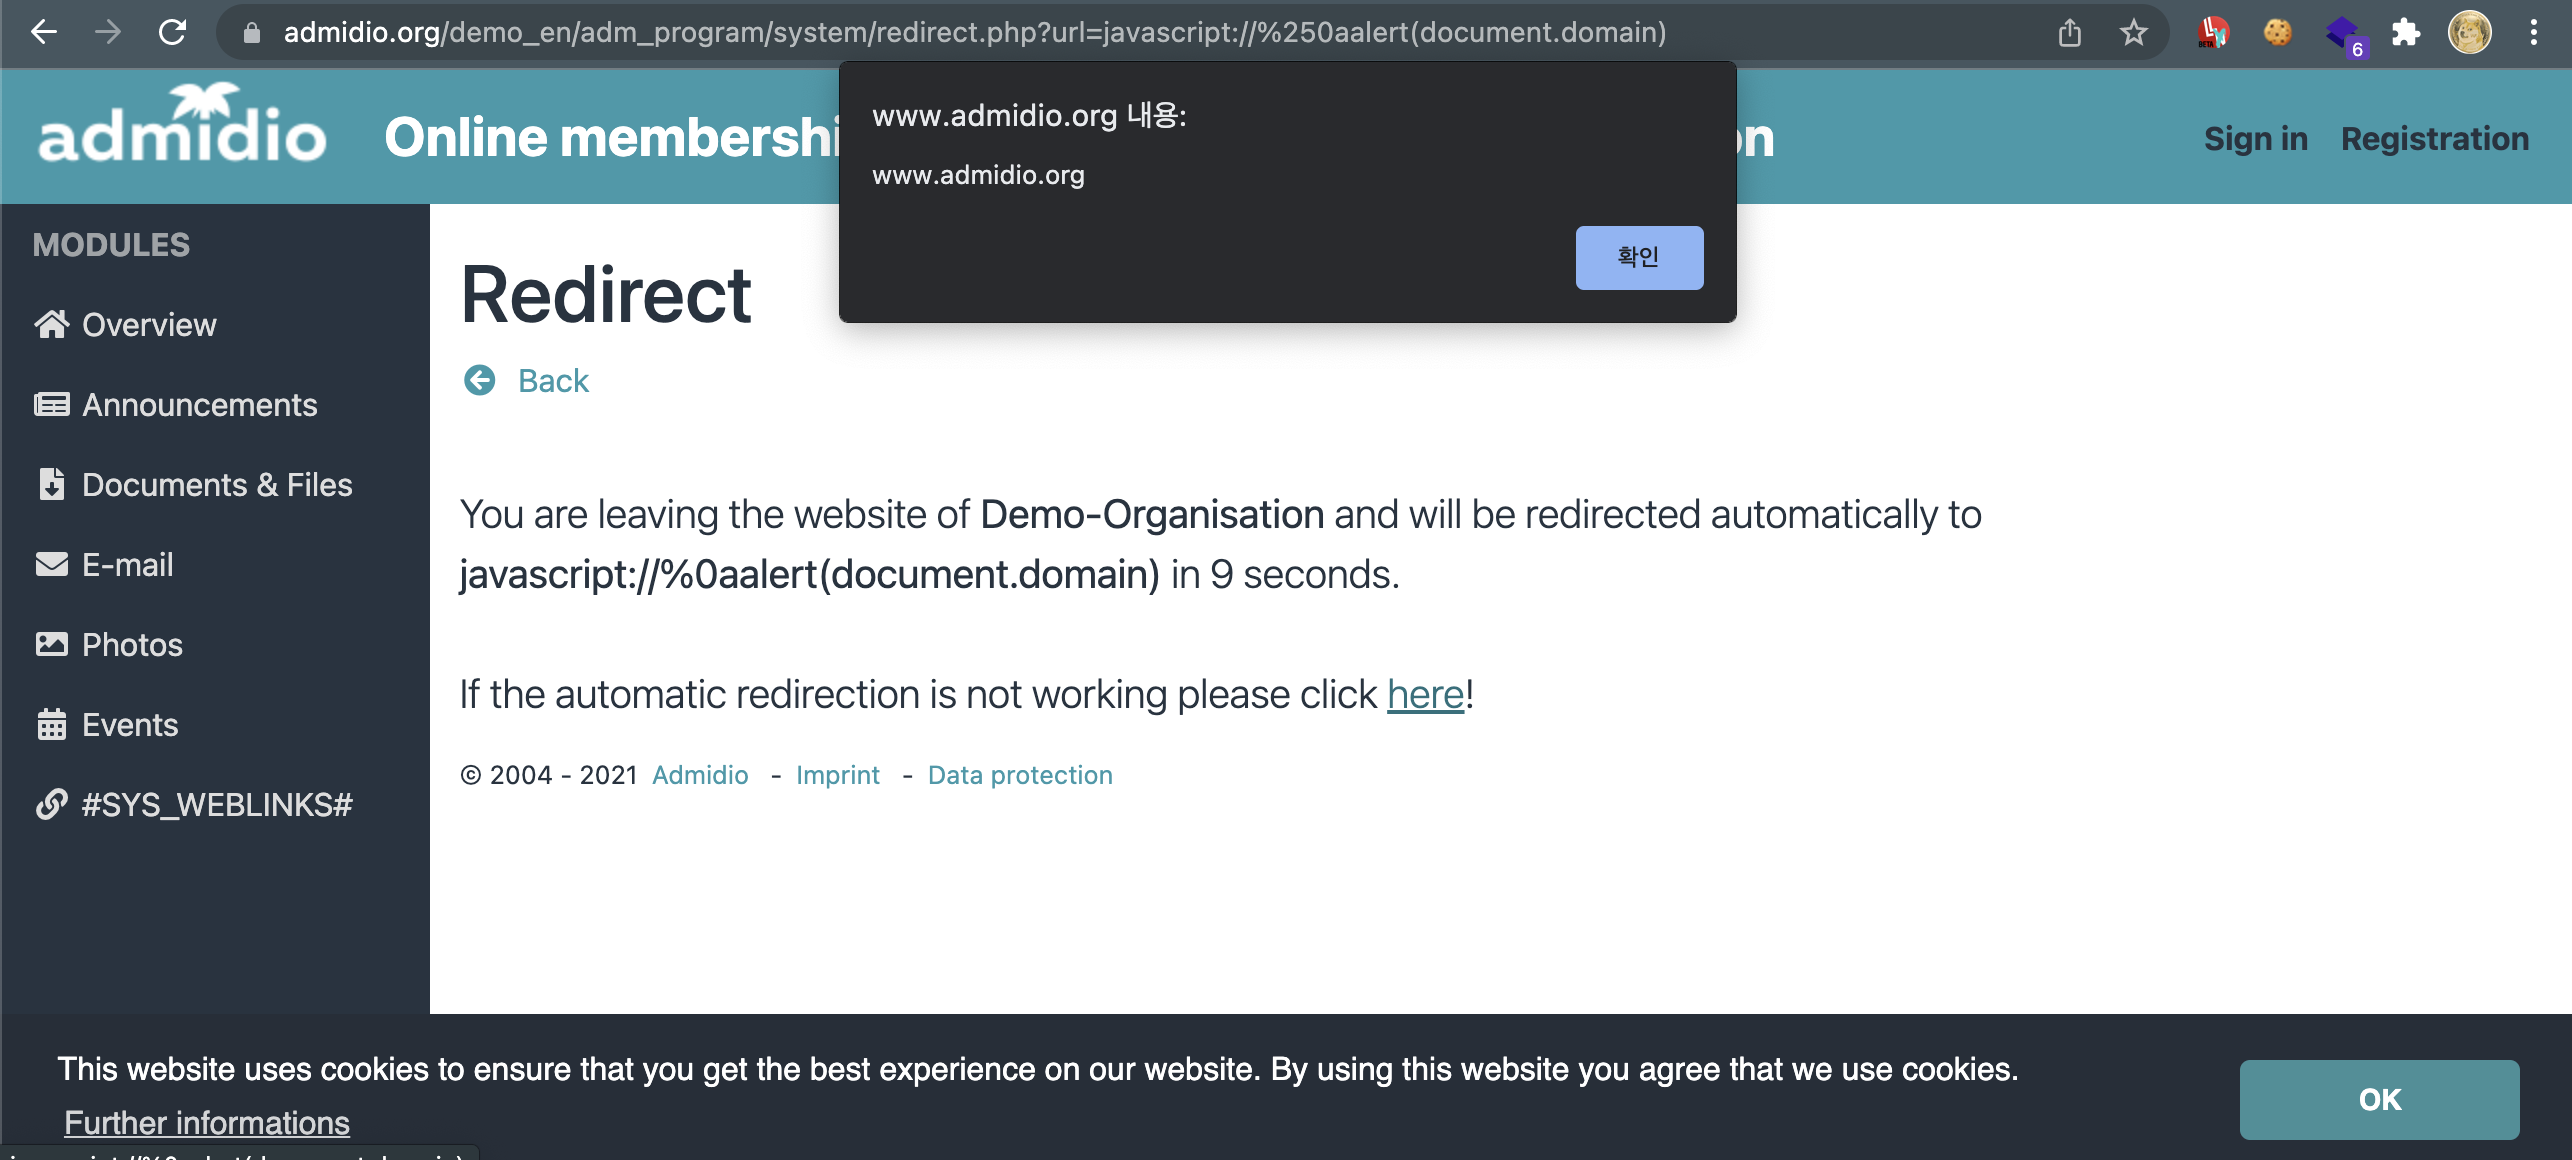 admidio.org/demo_en/adm_program/system/redirect.php?url=javascript://%250aalert(document.domain)
BETA
6
www.admidio.org 내용:
www.admidio.org
확인
admidio
Online
Sign in Registration
MODULES
Overview
Announcements
Documents & Files
E-mail
Photos
Events
#SYS_WEBLINKS#
Redirect
Back
You are leaving the website of Demo-Organisation and will be redirected automatically to
javascript://%0aalert(document.domain) in 9 seconds.
If the automatic redirection is not working please click here!
© 2004 - 2021 Admidio - Imprint - Data protection
This website uses cookies to ensure that you get the best experience on our website. By using this website you agree that we use cookies.
Further informations
OK